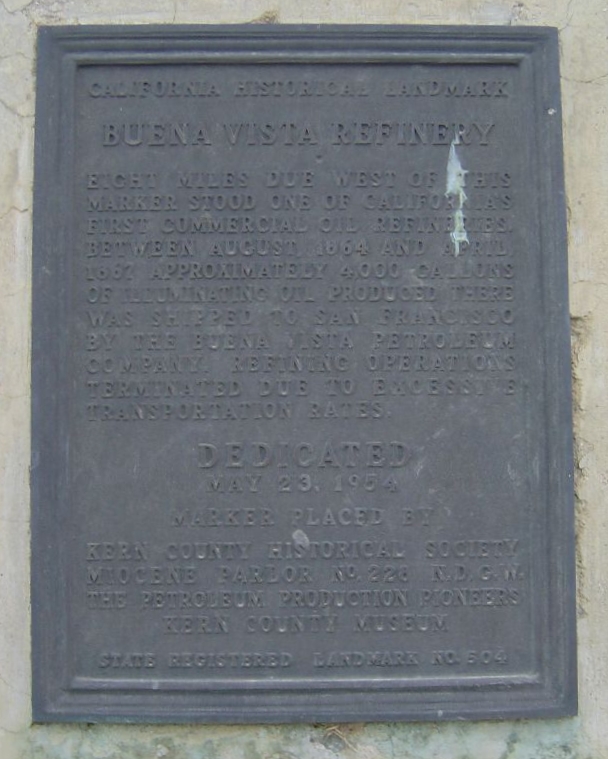 CALIFORNIA HISTORICAL LANDMARK
BUENA VISTA REFINERY
EIGHT MILES DUE WEST OF THIS
MARKER STOOD ONE OF CALIFORNIA'S
FIRST COMMERCIAL OIL REFINERIES.
BETWEEN AUGUST, 1864 AND APRIL
1867 APPROXIMATELY 4,000 GALLONS
OF ILLUMINATING OIL PRODUCED THERE
WAS SHIPPED TO SAN FRANCISCO
BY THE BUENA VISTA PETROLEUM
COMPANY. REFINING OPERATIONS
TERMINATED DUE TO EXCESSIVE
TRANSPORTATION RATES.
DEDICATED
MAY 23, 1954
MARKER PLACED BY
KERN COUNTY HISTORICAL SOCIETY
MIOCENE PARLOR No. 228 N.D.G.W.
THE PETROLEUM PRODUCTION PIONEERS
KERN COUNTY MUSEUM
STATE REGISTERED LANDMARK NO. 504